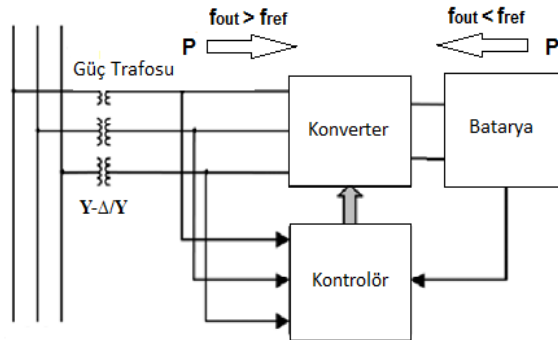 fout > fref
P
fout < fref
P
Güç Trafosu
Konverter
Batarya
Y-Δ/Y
Kontrolör